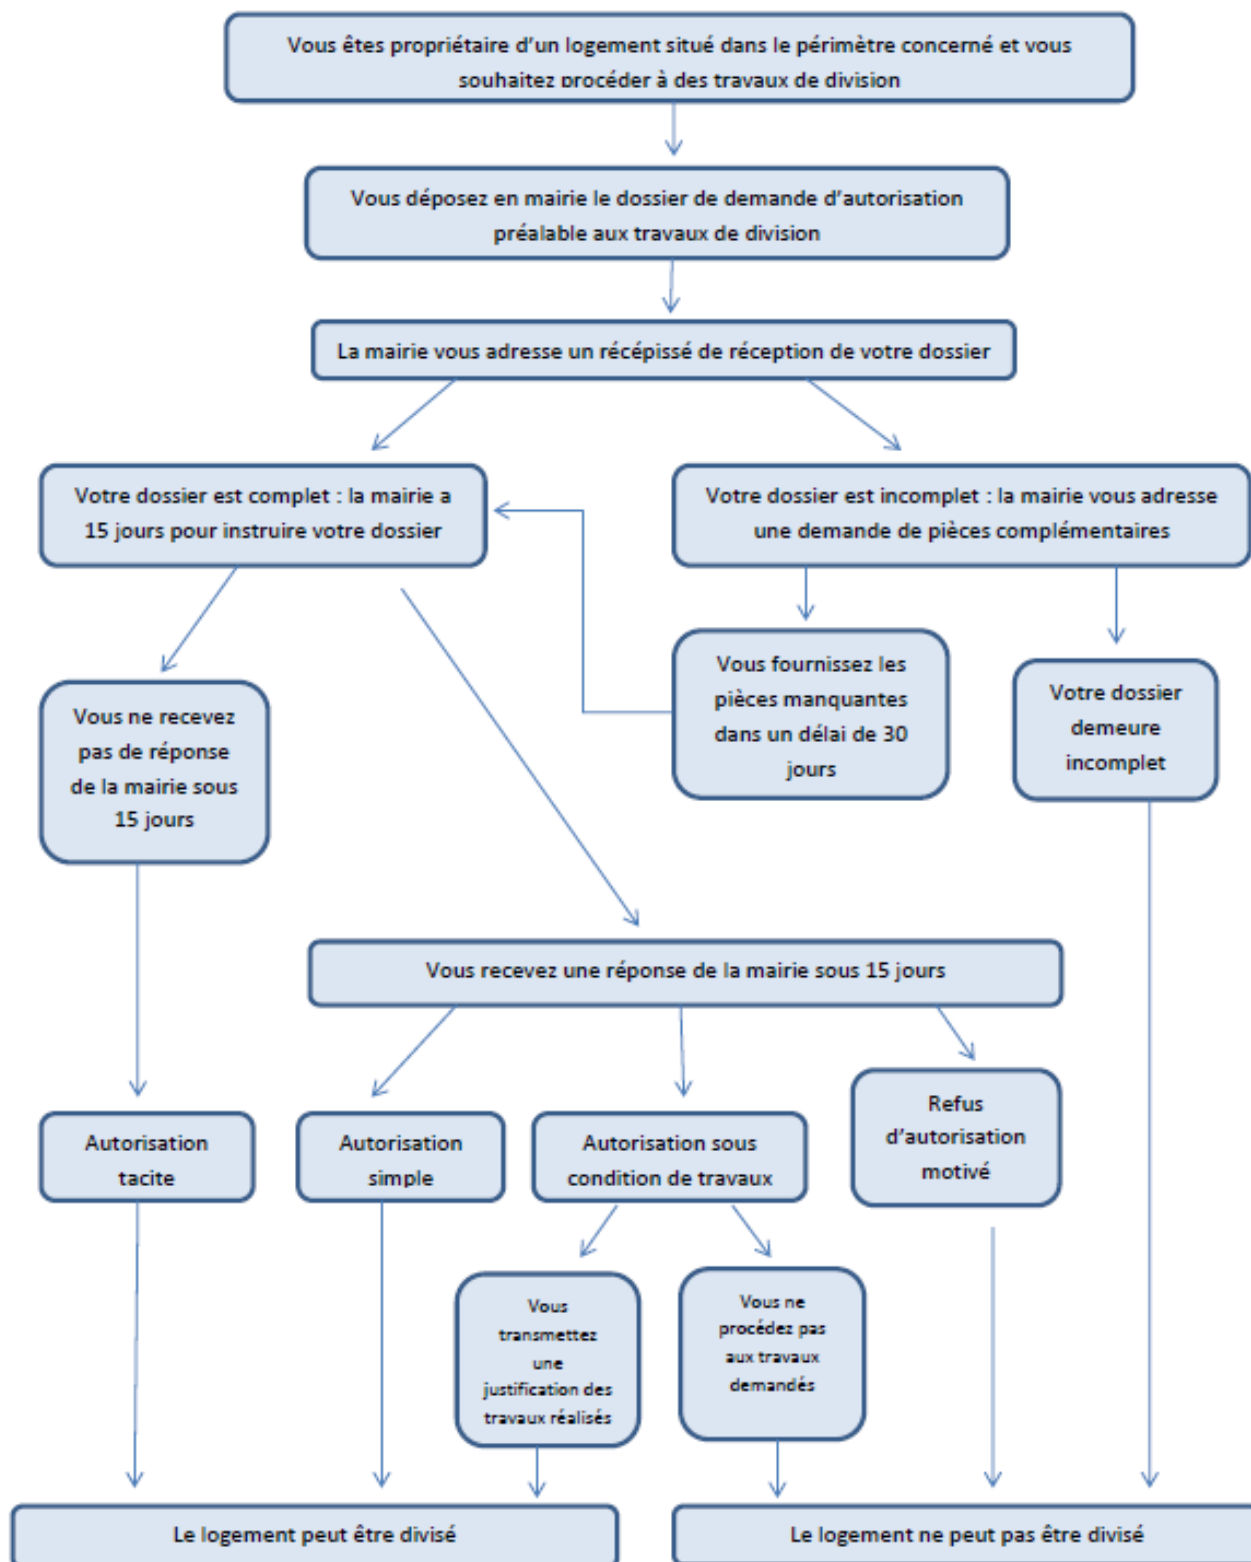 Vous êtes propriétaire d'un logement situé dans le périmètre concerné et vous
souhaitez procéder à des travaux de division
Vous déposez en mairie le dossier de demande d'autorisation
préalable aux travaux de division
La mairie vous adresse un récépissé de réception de votre dossier
Votre dossier est complet : la mairie a
15 jours pour instruire votre dossier
Votre dossier est incomplet : la mairie vous adresse
une demande de pièces complémentaires
Vous fournissez les
pièces manquantes
dans un délai de 30
jours
Votre dossier
demeure
incomplet
Vous ne recevez
pas de réponse
de la mairie sous
15 jours
Vous recevez une réponse de la mairie sous 15 jours
Autorisation
tacite
Autorisation
simple
Autorisation sous
condition de travaux
Refus
d'autorisation
motivé
Vous
transmettez
une
justification des
travaux réalisés
Vous ne
procédez pas
aux travaux
demandés
Le logement peut être divisé
Le logement ne peut pas être divisé